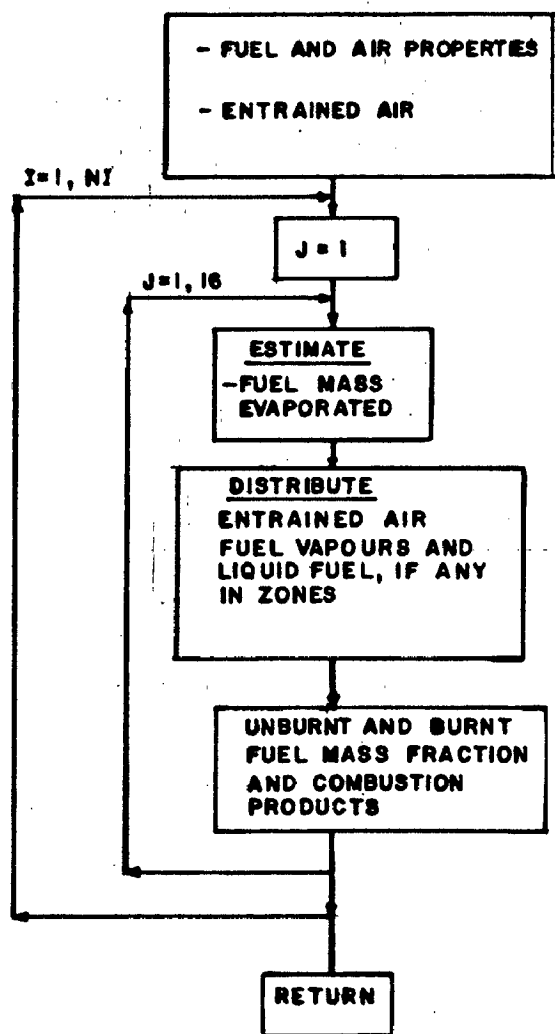 - FUEL AND AIR PROPERTIES
- ENTRAINED AIR
I=1, NI
J = 1
J=1, 16
ESTIMATE
-FUEL MASS
EVAPORATED
DISTRIBUTE
ENTRAINED AIR
FUEL VAPOURS AND
LIQUID FUEL, IF ANY
IN ZONES
UNBURNT AND BURNT
FUEL MASS FRACTION
AND COMBUSTION
PRODUCTS
RETURN